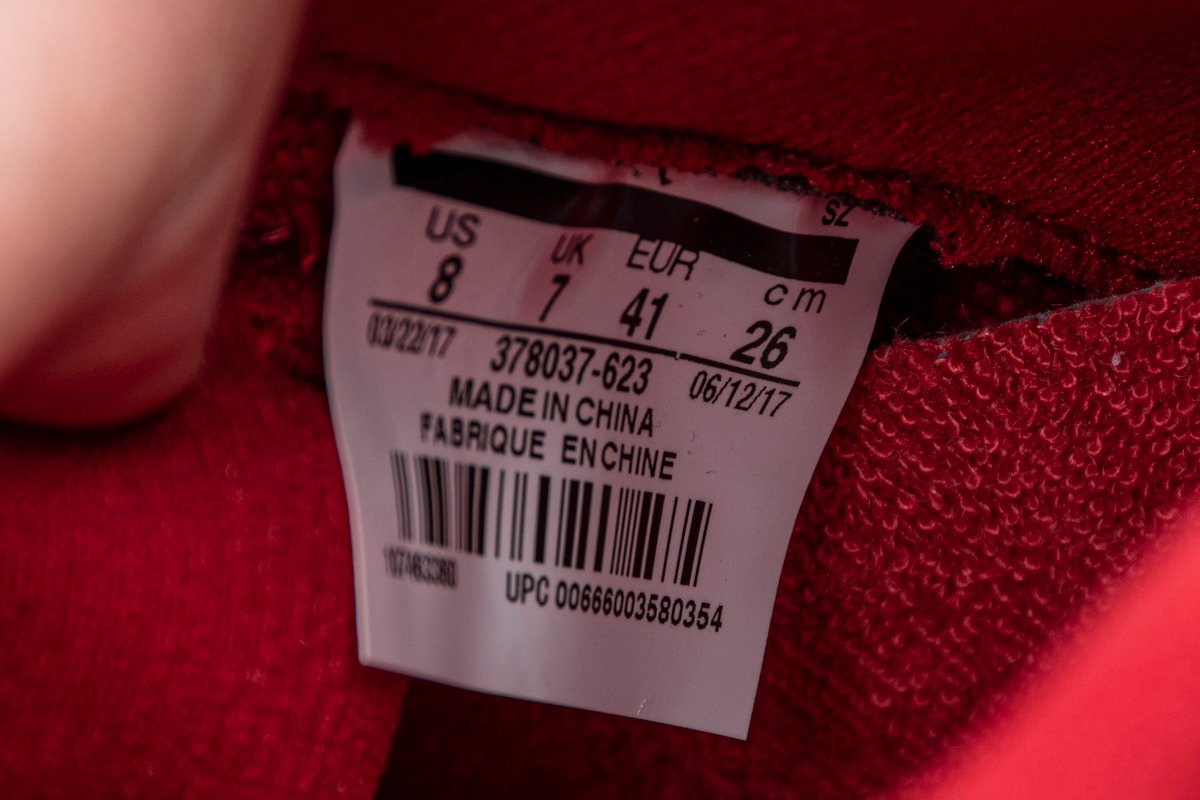 SZ
US UK EUR cm
8 7 41 26
03/22/17 378037-623 06/12/17
MADE IN CHINA
FABRIQUE EN CHINE
UPC 00666003580354